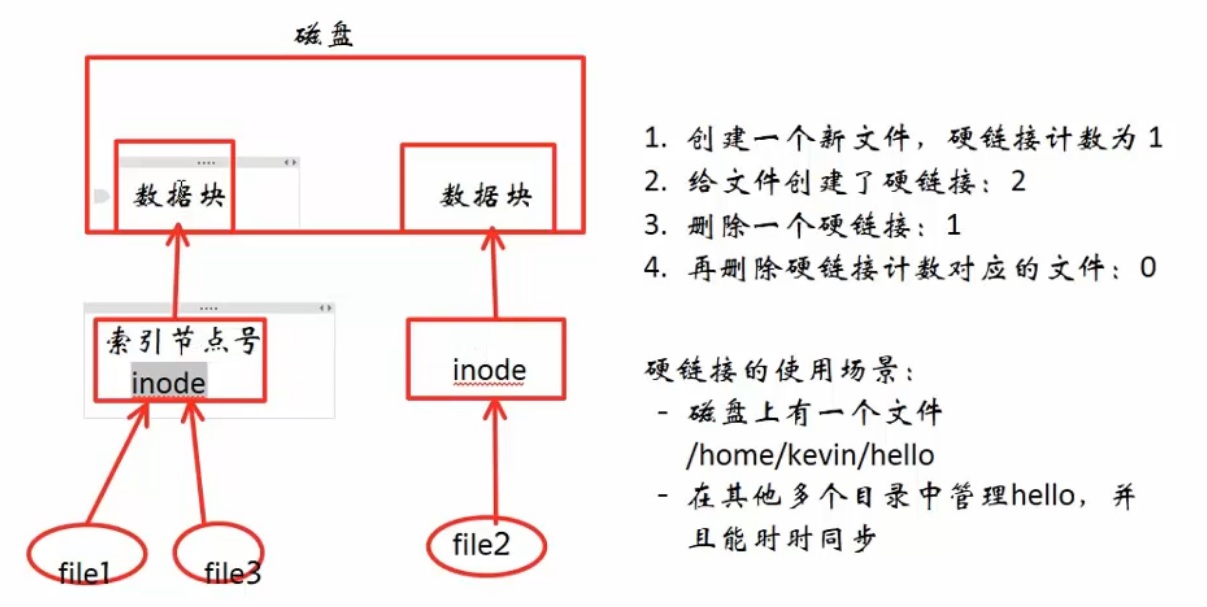 磁盘
数据块
数据块
索引节点号
inode
inode
file1
file3
file2
1. 创建一个新文件，硬链接计数为 1
2. 给文件创建了硬链接：2
3. 删除一个硬链接：1
4. 再删除硬链接计数对应的文件：0
硬链接的使用场景：
- 磁盘上有一个文件
/home/kevin/hello
- 在其他多个目录中管理hello，并
且能时时同步